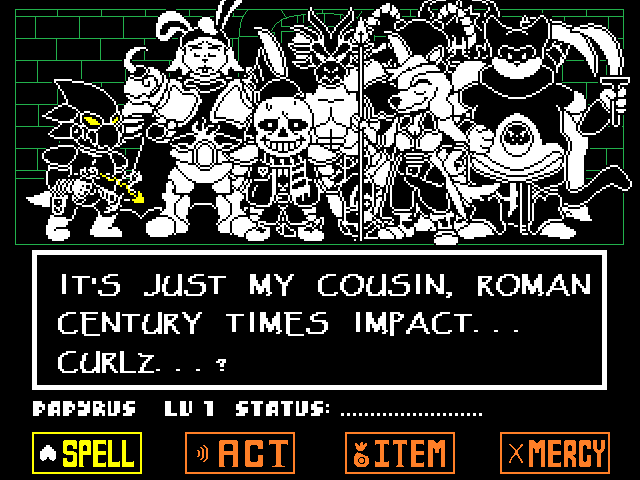 IT'S JUST MY COUSIN, ROMAN
CENTURY TIMES IMPACT...
CURLZ...?
PAPYRUS LV 1 STATUS: .......................
SPELL ACT ITEM MERCY